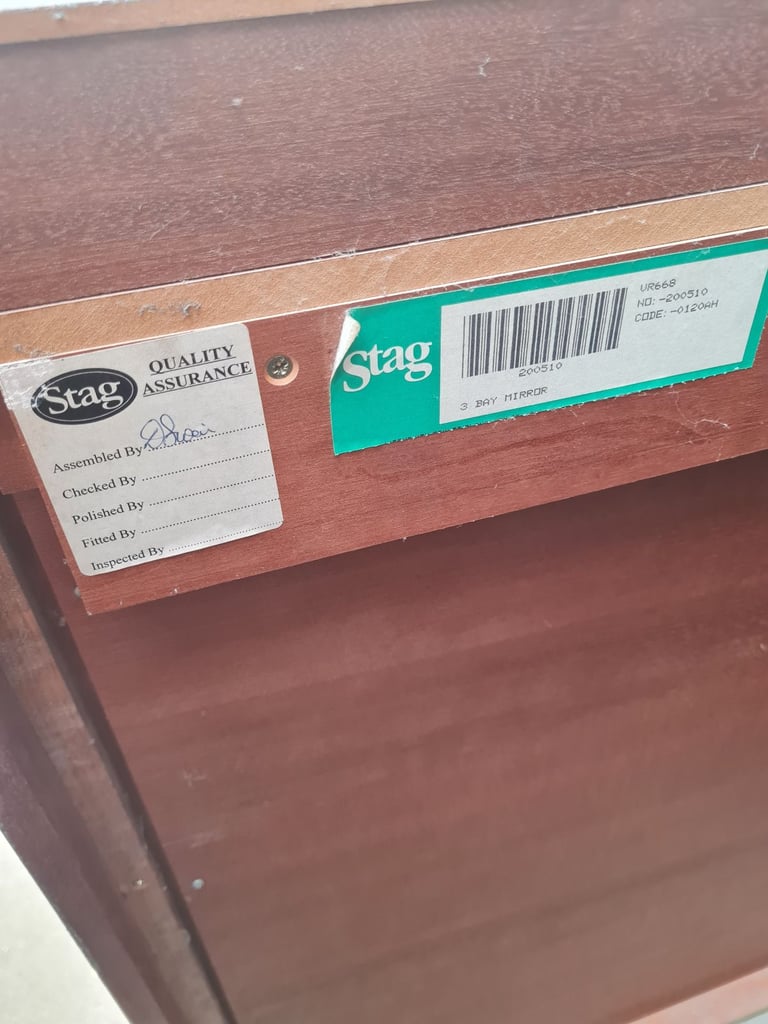 Stag
QUALITY
ASSURANCE
Assembled By
Checked By
Polished By
Fitted By
Inspected By
Stag
VR668
NO:-200510
CODE:-0120AH
200510
3 BAY MIRROR